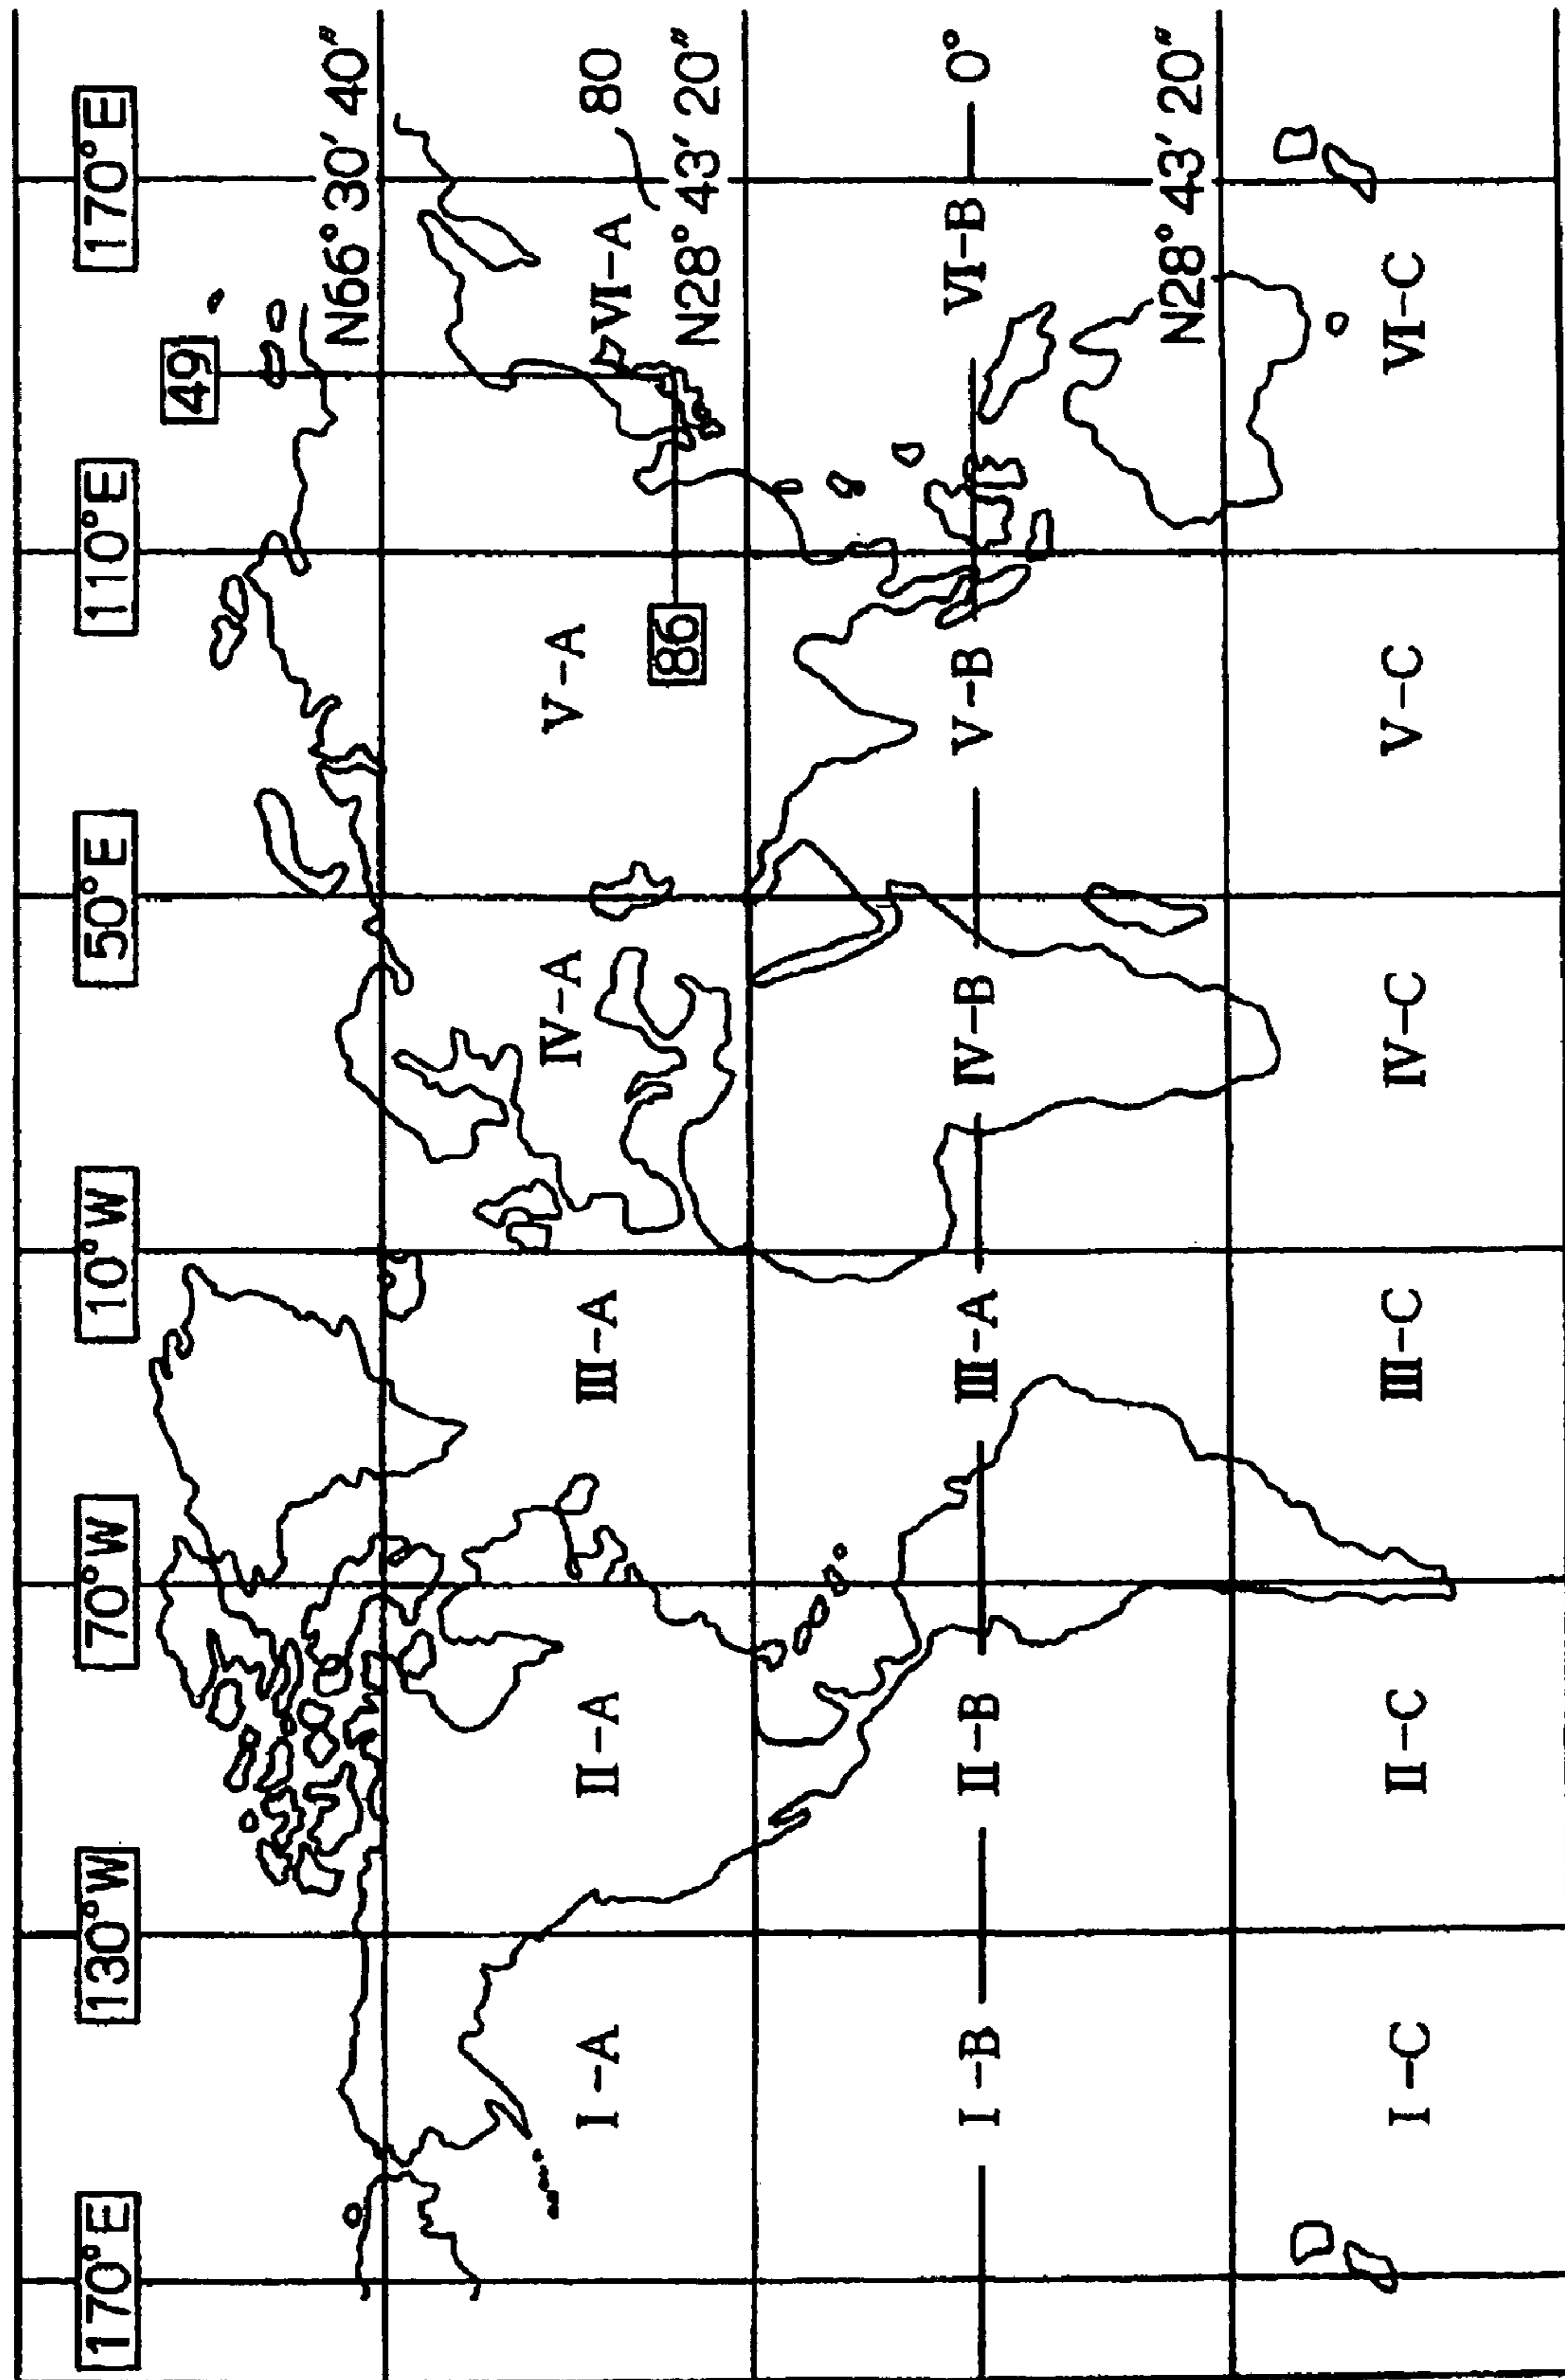 170°E
130°W
70°W
10°W
50°E
110°E
170°E
49
N66° 30′ 40″
I-A
II-A
III-A
IV-A
V-A
VI-A
80
86
N28° 43′ 20″
I-B
II-B
III-A
IV-B
V-B
VI-B
0°
N28° 43′ 20″
I-C
II-C
III-C
IV-C
V-C
VI-C